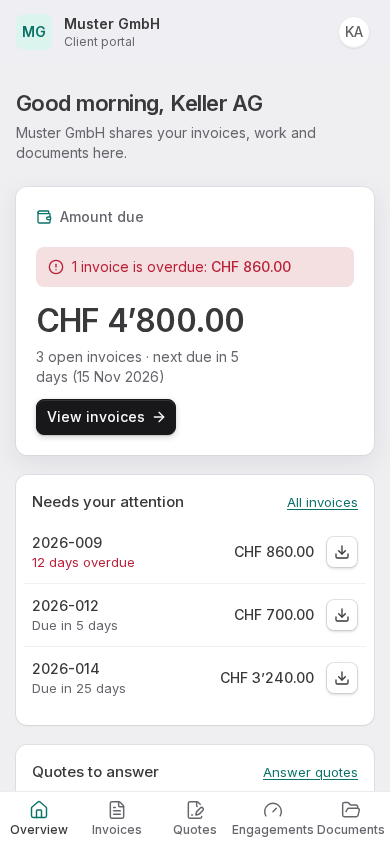 MG
Muster GmbH
Client portal
KA
Good morning, Keller AG
Muster GmbH shares your invoices, work and
documents here.
Amount due
1 invoice is overdue: CHF 860.00
CHF 4’800.00
3 open invoices · next due in 5
days (15 Nov 2026)
View invoices
Needs your attention
All invoices
2026-009
12 days overdue
CHF 860.00
2026-012
Due in 5 days
CHF 700.00
2026-014
Due in 25 days
CHF 3’240.00
Quotes to answer
Answer quotes
Overview
Invoices
Quotes
Engagements
Documents